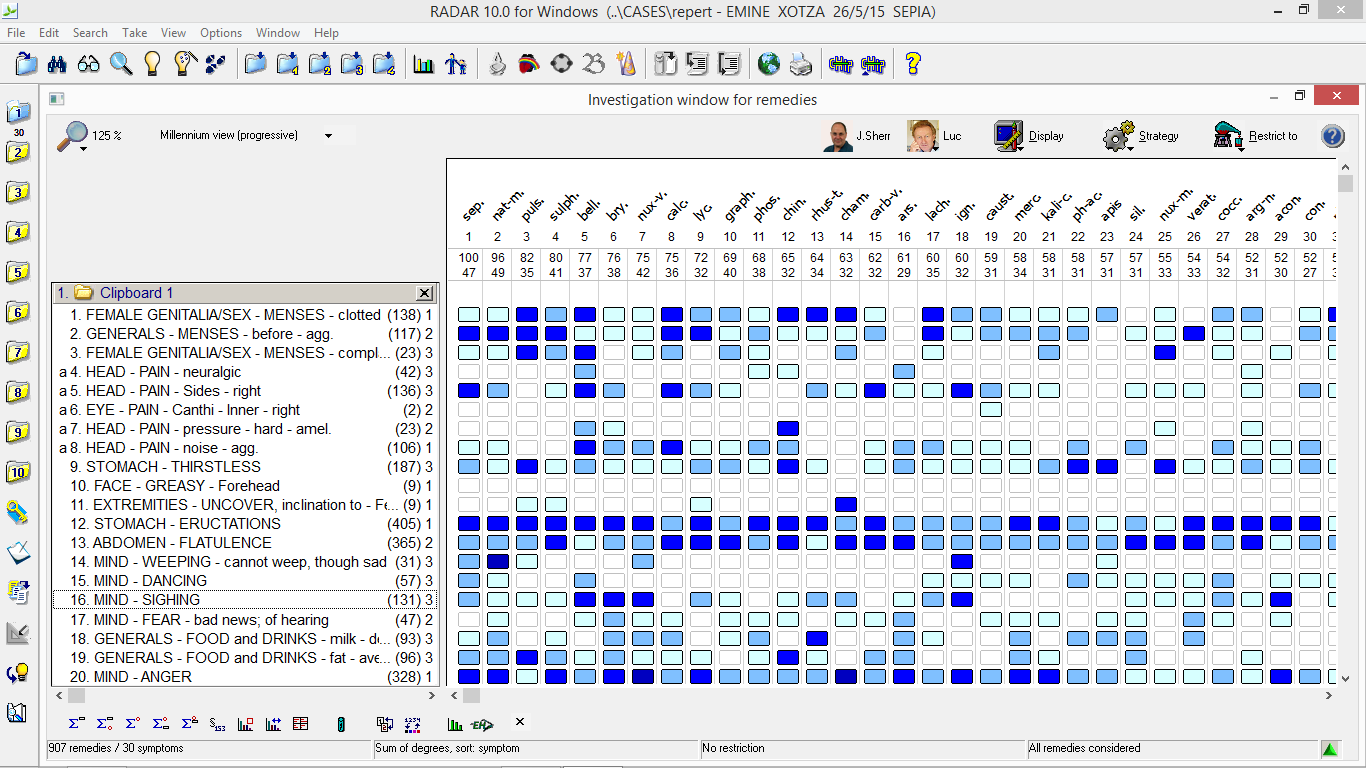 RADAR 10.0 for Windows (..\CASES\repert - EMINE XOTZA 26/5/15 SEPIA)
File Edit Search Take View Options Window Help
Investigation window for remedies
125 % Millennium view (progressive) J.Sherr Luc Display Strategy Restrict to
sep. nat-m. puls. sulph. bell. bry. nux-v. calc. lyc. graph. phos. chin. rhus-t. cham. carb-v. ars. lach. ign. caust. merc. kali-c. ph-ac. apis sil. nux-m. verat. cocc. arg-n. acon. con.
1 2 3 4 5 6 7 8 9 10 11 12 13 14 15 16 17 18 19 20 21 22 23 24 25 26 27 28 29 30 3
100 96 82 80 77 76 75 75 72 69 68 65 64 63 62 61 60 60 59 58 58 58 57 55 55 54 54 52 52 52 5
47 49 35 41 37 38 42 36 32 40 38 32 34 32 32 29 35 32 31 34 31 31 31 31 33 33 32 31 30 27 3
1. Clipboard 1
1. FEMALE GENITALIA/SEX - MENSES - clotted (138) 1
2. GENERALS - MENSES - before - agg. (117) 2
3. FEMALE GENITALIA/SEX - MENSES - compl... (23) 3
a 4. HEAD - PAIN - neuralgic (42) 3
a 5. HEAD - PAIN - Sides - right (136) 3
a 6. EYE - PAIN - Canthi - Inner - right (2) 2
a 7. HEAD - PAIN - pressure - hard - amel. (23) 2
a 8. HEAD - PAIN - noise - agg. (106) 1
9. STOMACH - THIRSTLESS (187) 3
10. FACE - GREASY - Forehead (9) 1
11. EXTREMITIES - UNCOVER, inclination to - Fe... (9) 1
12. STOMACH - ERUCTATIONS (405) 1
13. ABDOMEN - FLATULENCE (365) 2
14. MIND - WEEPING - cannot weep, though sad (31) 3
15. MIND - DANCING (57) 3
16. MIND - SIGHING (131) 3
17. MIND - FEAR - bad news; of hearing (47) 2
18. GENERALS - FOOD and DRINKS - milk - de... (93) 3
19. GENERALS - FOOD and DRINKS - fat - ave... (96) 3
20. MIND - ANGER (328) 1
1
30
2
3
4
5
6
7
8
9
10
907 remedies / 30 symptoms Sum of degrees, sort: symptom No restriction All remedies considered